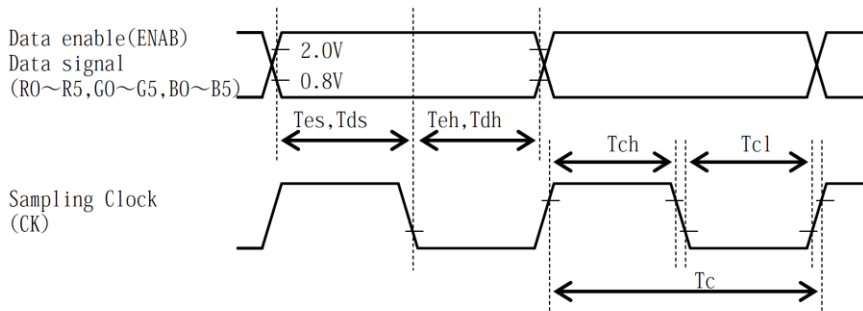 Data enable(ENAB)
Data signal
(R0～R5,G0～G5,B0～B5)
2.0V
0.8V
Tes,Tds
Teh,Tdh
Tch
Tcl
Sampling Clock
(CK)
Tc